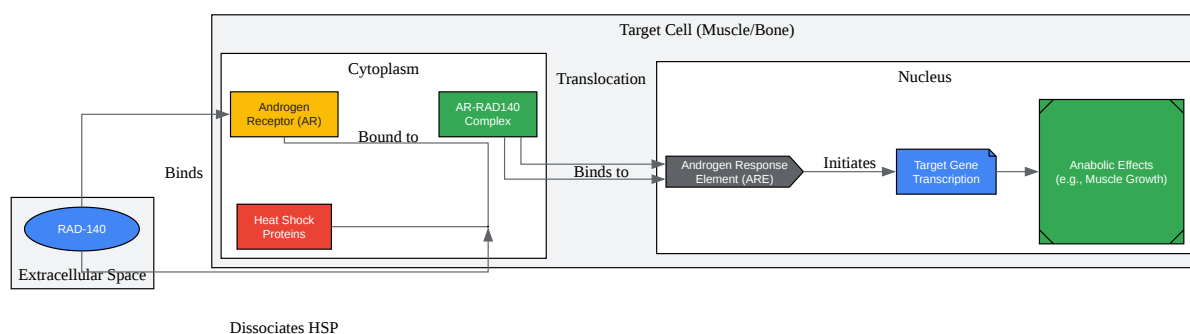 Target Cell (Muscle/Bone)
Cytoplasm
Translocation
Nucleus
Androgen
Receptor (AR)
AR-RAD140
Complex
Bound to
Binds
Binds to
Androgen Response
Element (ARE)
Initiates
Target Gene
Transcription
Anabolic Effects
(e.g., Muscle Growth)
RAD-140
Heat Shock
Proteins
Extracellular Space
Dissociates HSP